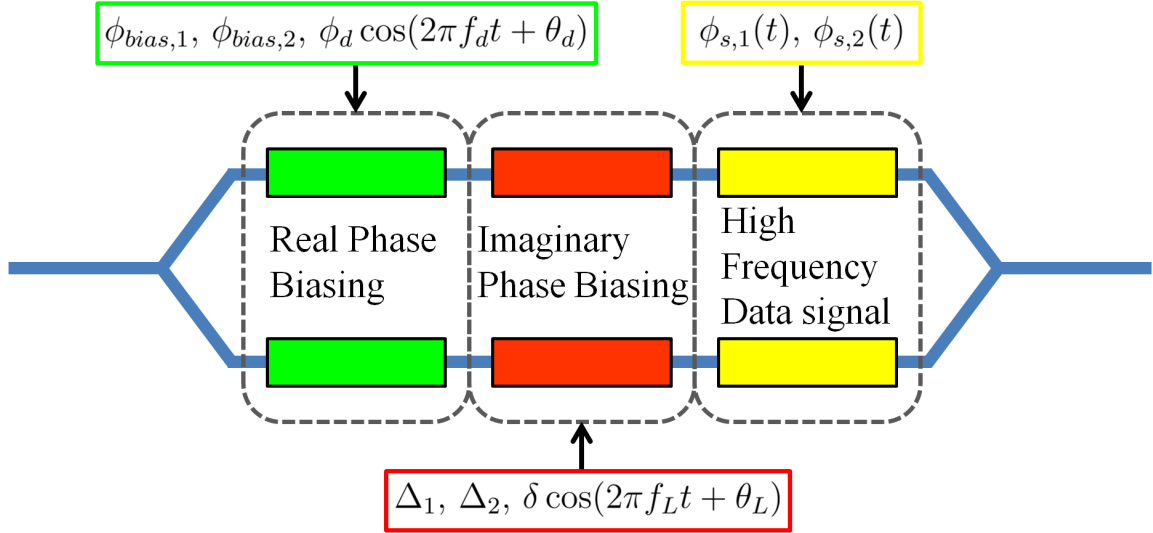 ϕ_{bias,1}, ϕ_{bias,2}, ϕ_d cos(2πf_d t + θ_d)
ϕ_{s,1}(t), ϕ_{s,2}(t)
Real Phase
Biasing
Imaginary
Phase Biasing
High
Frequency
Data signal
Δ_1, Δ_2, δ cos(2πf_L t + θ_L)